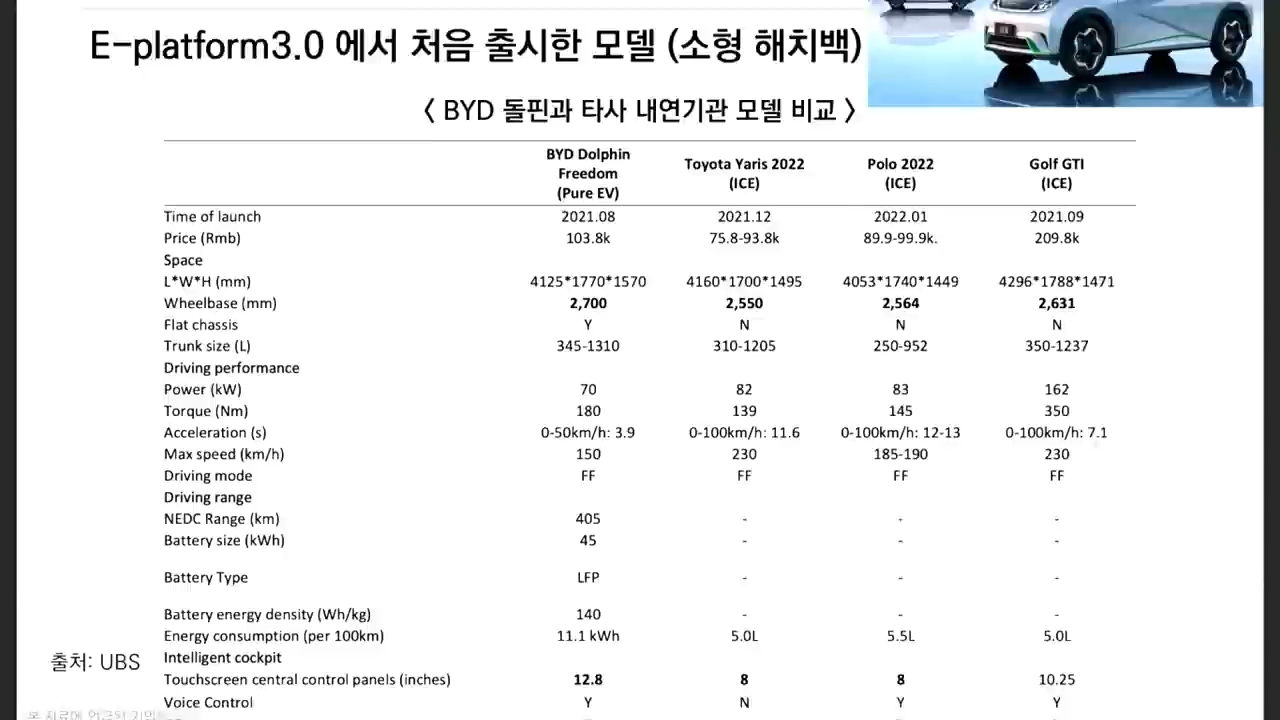 E-platform3.0 에서 처음 출시한 모델 (소형 해치백)
〈 BYD 돌핀과 타사 내연기관 모델 비교 〉
BYD Dolphin Freedom (Pure EV) Toyota Yaris 2022 (ICE) Polo 2022 (ICE) Golf GTI (ICE)
Time of launch 2021.08 2021.12 2022.01 2021.09
Price (Rmb) 103.8k 75.8-93.8k 89.9-99.9k. 209.8k
Space
L*W*H (mm) 4125*1770*1570 4160*1700*1495 4053*1740*1449 4296*1788*1471
Wheelbase (mm) 2,700 2,550 2,564 2,631
Flat chassis Y N N N
Trunk size (L) 345-1310 310-1205 250-952 350-1237
Driving performance
Power (kW) 70 82 83 162
Torque (Nm) 180 139 145 350
Acceleration (s) 0-50km/h: 3.9 0-100km/h: 11.6 0-100km/h: 12-13 0-100km/h: 7.1
Max speed (km/h) 150 230 185-190 230
Driving mode FF FF FF FF
Driving range
NEDC Range (km) 405 - - -
Battery size (kWh) 45 - - -
Battery Type LFP - - -
Battery energy density (Wh/kg) 140 - - -
Energy consumption (per 100km) 11.1 kWh 5.0L 5.5L 5.0L
Intelligent cockpit
Touchscreen central control panels (inches) 12.8 8 8 10.25
Voice Control Y N Y Y
출처: UBS